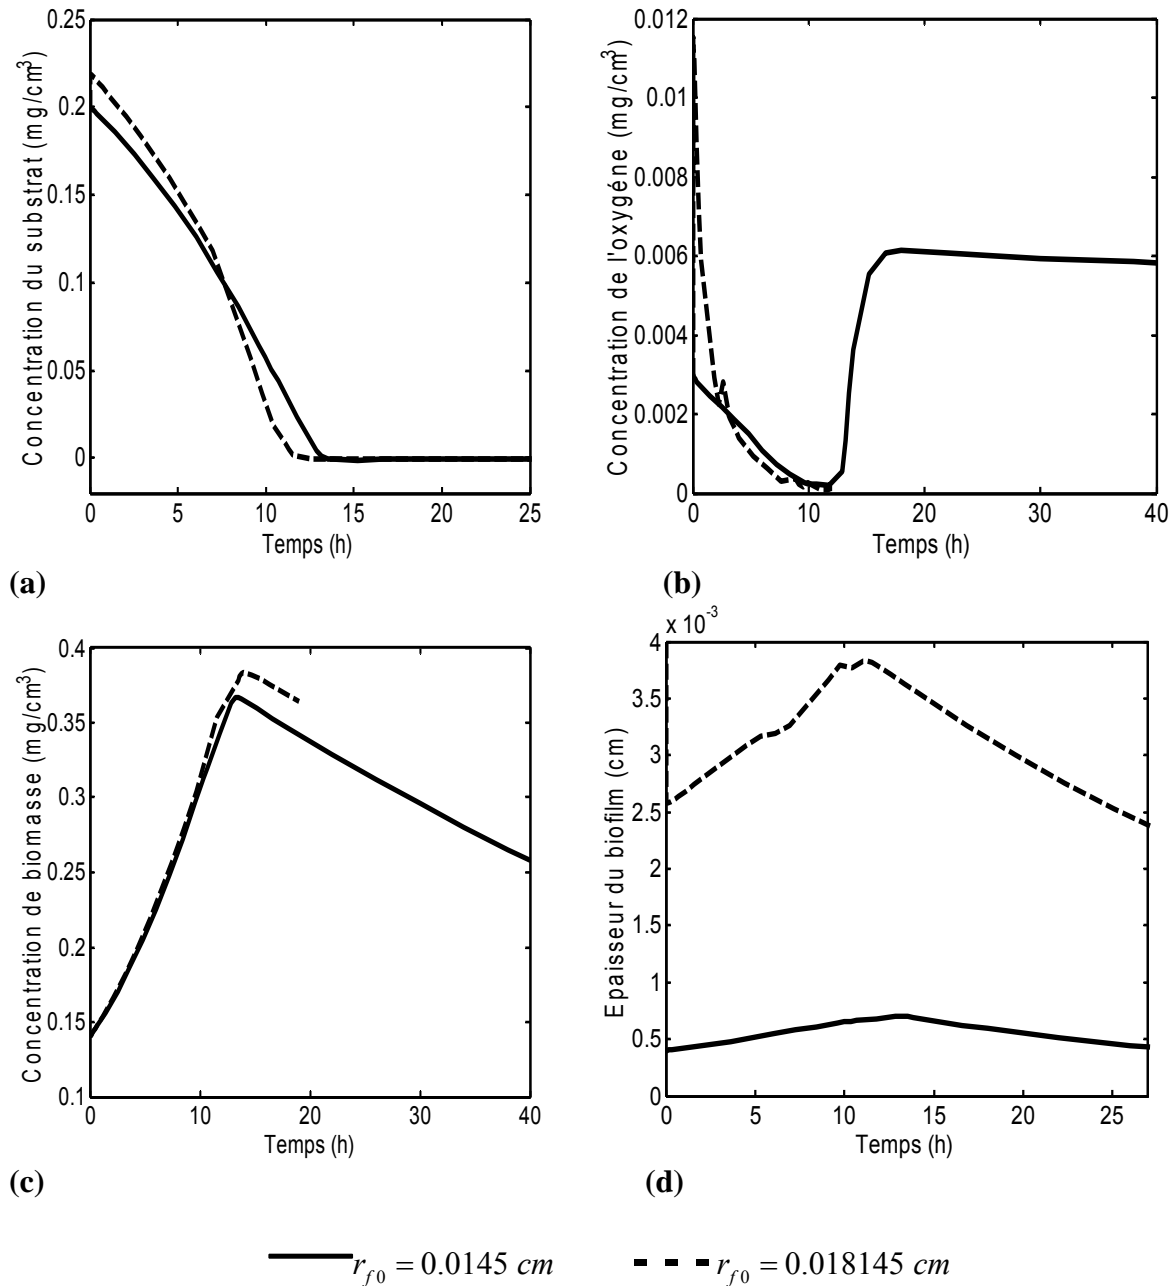 0.25
0.2
0.15
0.1
0.05
0
0 5 10 15 20 25
Concentration du substrat (mg/cm³)
Temps (h)
(a)
0.012
0.01
0.008
0.006
0.004
0.002
0
0 10 20 30 40
Concentration de l'oxygéne (mg/cm³)
Temps (h)
(b)
0.4
0.35
0.3
0.25
0.2
0.15
0.1
0 10 20 30 40
Concentration de biomasse (mg/cm³)
Temps (h)
(c)
x 10⁻³
4
3.5
3
2.5
2
1.5
1
0.5
0
0 5 10 15 20 25
Epaisseur du biofilm (cm)
Temps (h)
(d)
r_{f0} = 0.0145 cm
r_{f0} = 0.018145 cm